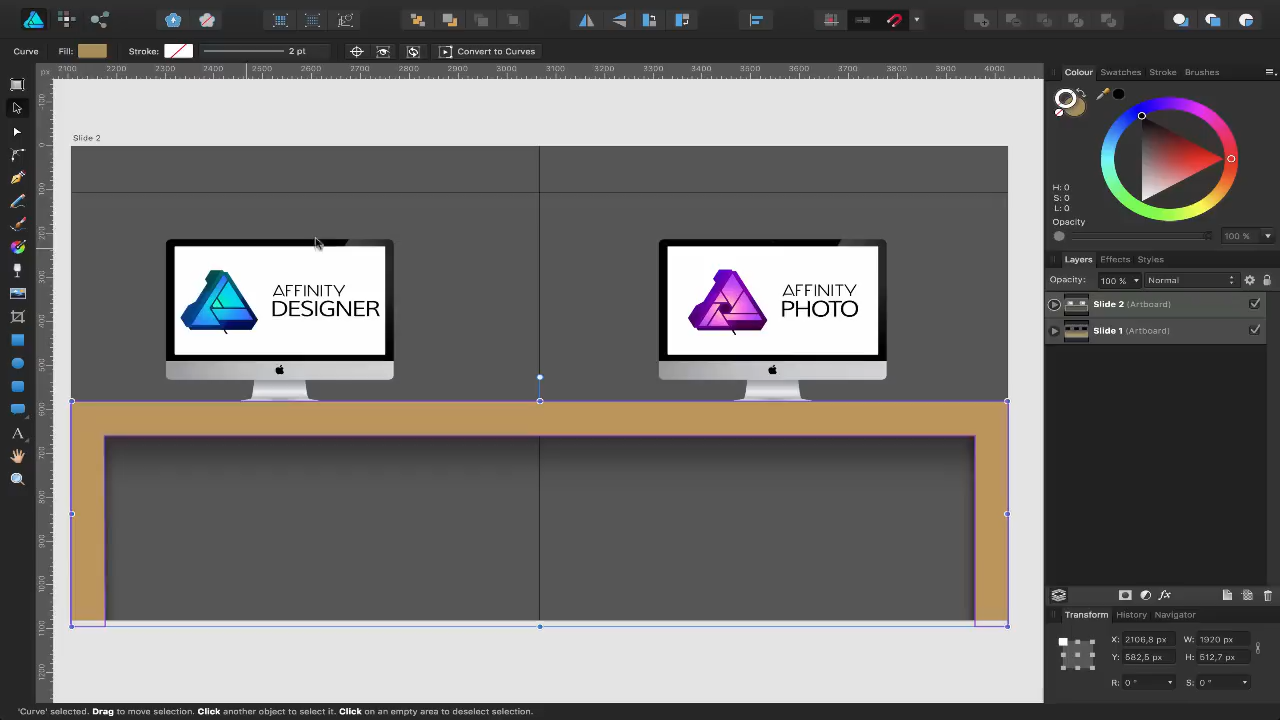 Curve Fill: Stroke: 2 pt Convert to Curves
px 2100 2200 2300 2400 2500 2600 2700 2800 2900 3000 3100 3200 3300 3400 3500 3600 3700 3800 3900 4000
Colour Swatches Stroke Brushes
Slide 2
H: 0
S: 0
L: 0
Opacity
100 %
Layers Effects Styles
Opacity: 100 % Normal
Slide 2 (Artboard)
Slide 1 (Artboard)
AFFINITY
DESIGNER
AFFINITY
PHOTO
Transform History Navigator
X: 2106,8 px W: 1920 px
Y: 582,5 px H: 512,7 px
R: 0 ° S: 0 °
'Curve' selected. Drag to move selection. Click another object to select it. Click on an empty area to deselect selection.